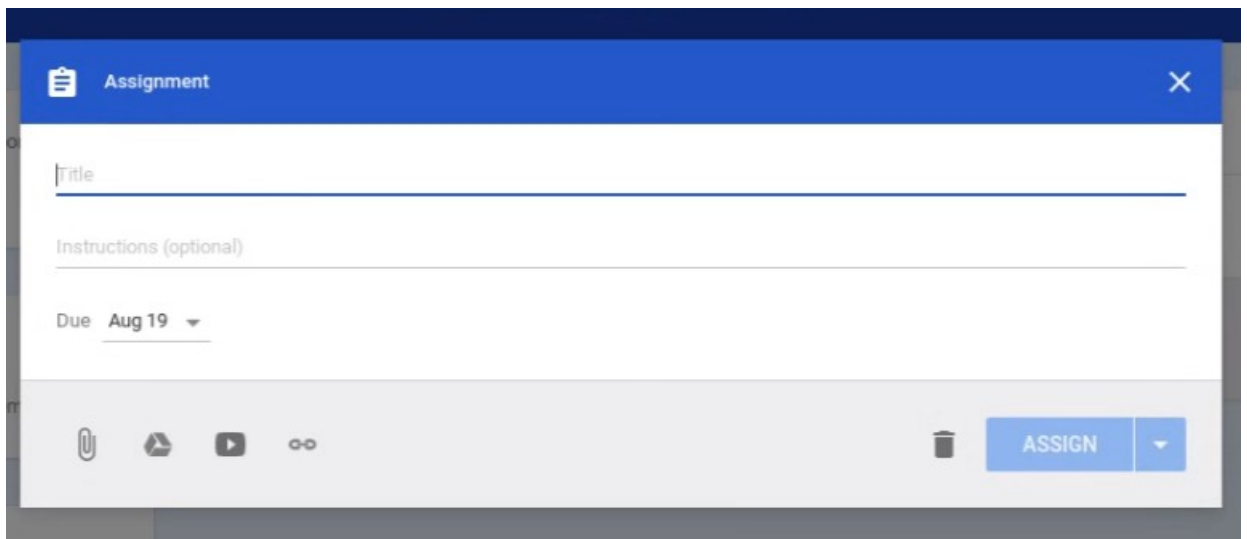 Assignment
Title
Instructions (optional)
Due Aug 19
ASSIGN